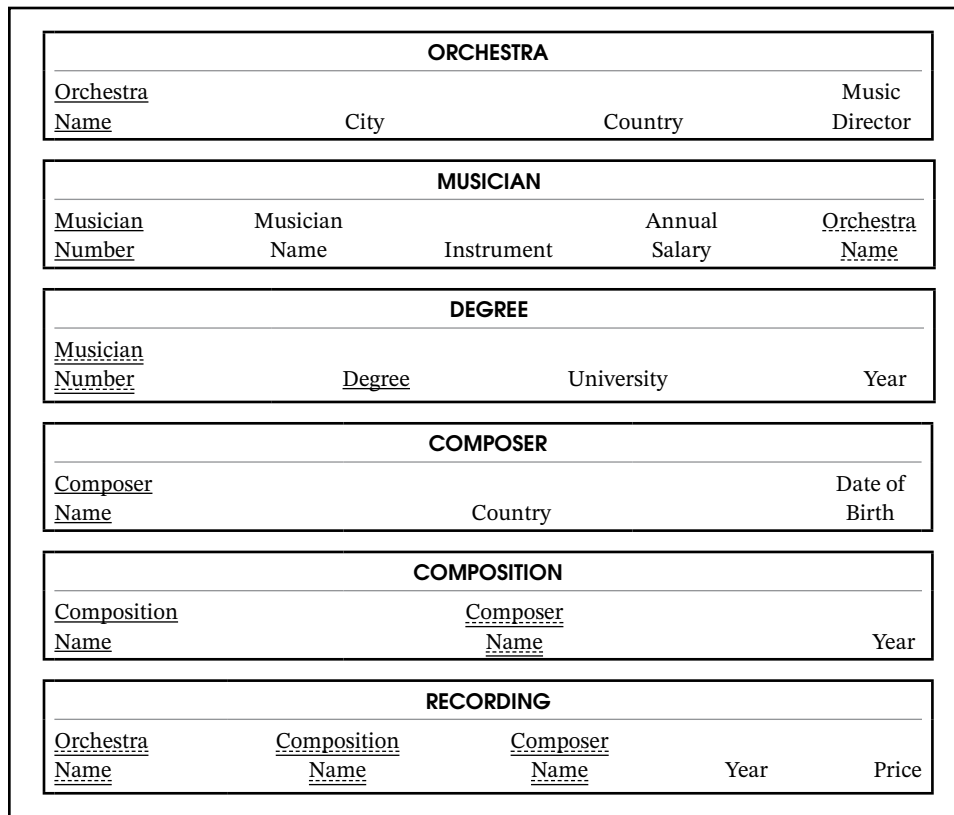 ORCHESTRA
Orchestra Music
Name City Country Director
MUSICIAN
Musician Musician Annual Orchestra
Number Name Instrument Salary Name
DEGREE
Musician
Number Degree University Year
COMPOSER
Composer Date of
Name Country Birth
COMPOSITION
Composition Composer
Name Name Year
RECORDING
Orchestra Composition Composer
Name Name Name Year Price